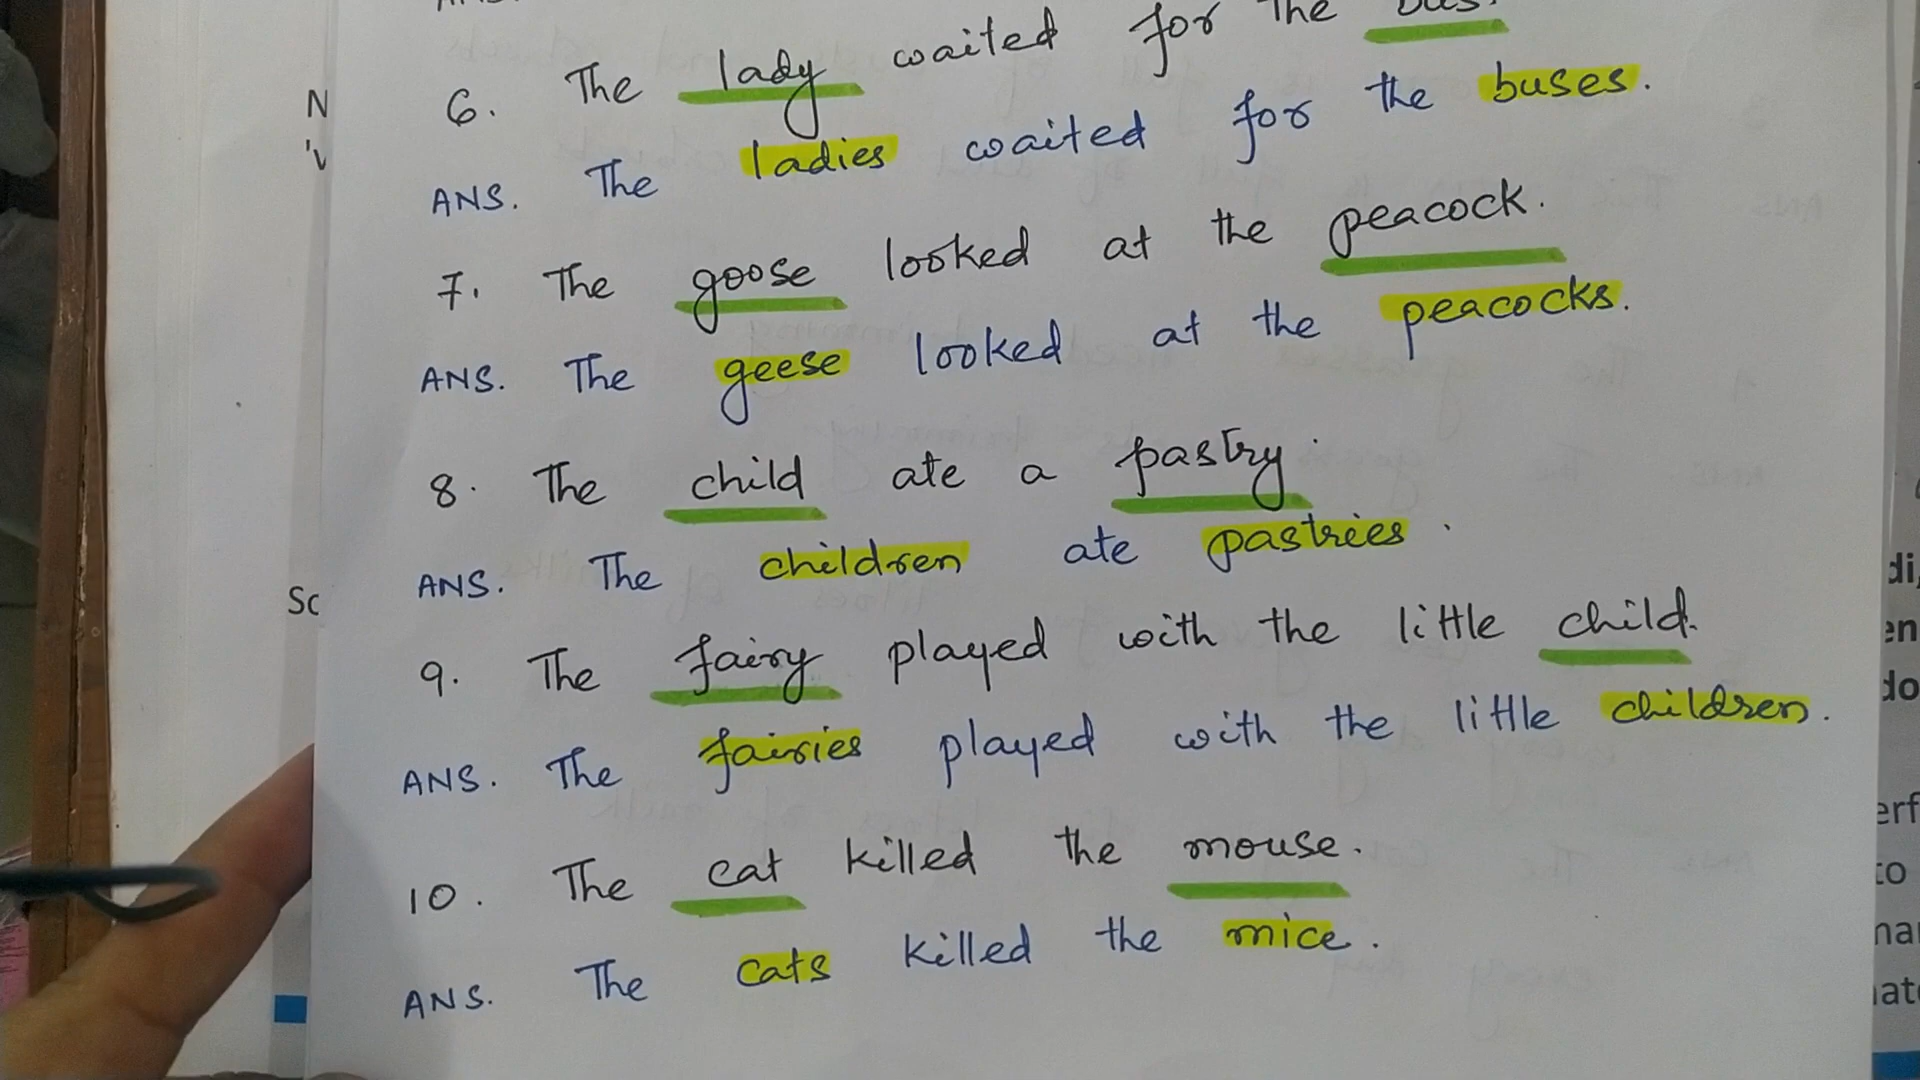 6. The lady waited for the bus.
ANS. The ladies waited for the buses.
7. The goose looked at the peacock.
ANS. The geese looked at the peacocks.
8. The child ate a pastry.
ANS. The children ate pastries.
9. The fairy played with the little child.
ANS. The fairies played with the little children.
10. The cat killed the mouse.
ANS. The cats killed the mice.